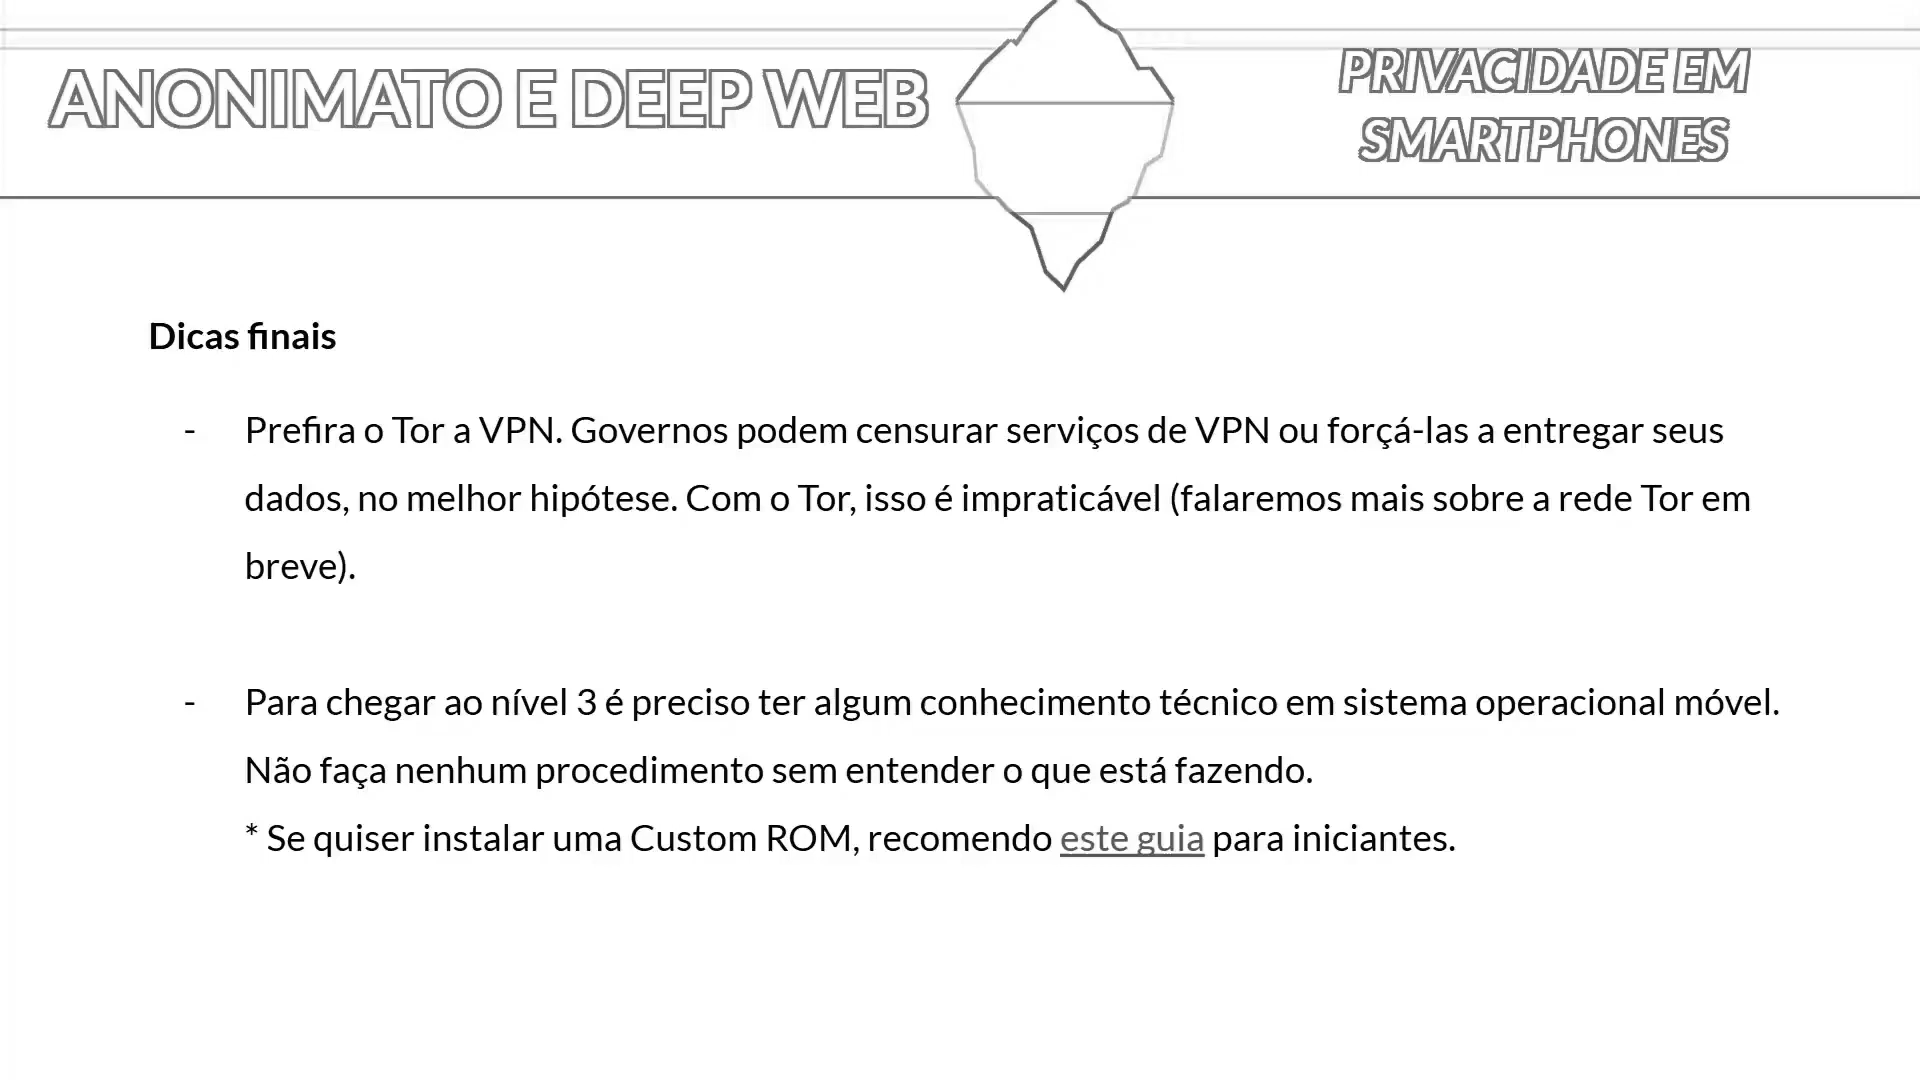 ANONIMATO E DEEP WEB
PRIVACIDADE EM
SMARTPHONES
Dicas finais
- Prefira o Tor a VPN. Governos podem censurar serviços de VPN ou forçá-las a entregar seus
dados, no melhor hipótese. Com o Tor, isso é impraticável (falaremos mais sobre a rede Tor em
breve).
- Para chegar ao nível 3 é preciso ter algum conhecimento técnico em sistema operacional móvel.
Não faça nenhum procedimento sem entender o que está fazendo.
* Se quiser instalar uma Custom ROM, recomendo este guia para iniciantes.